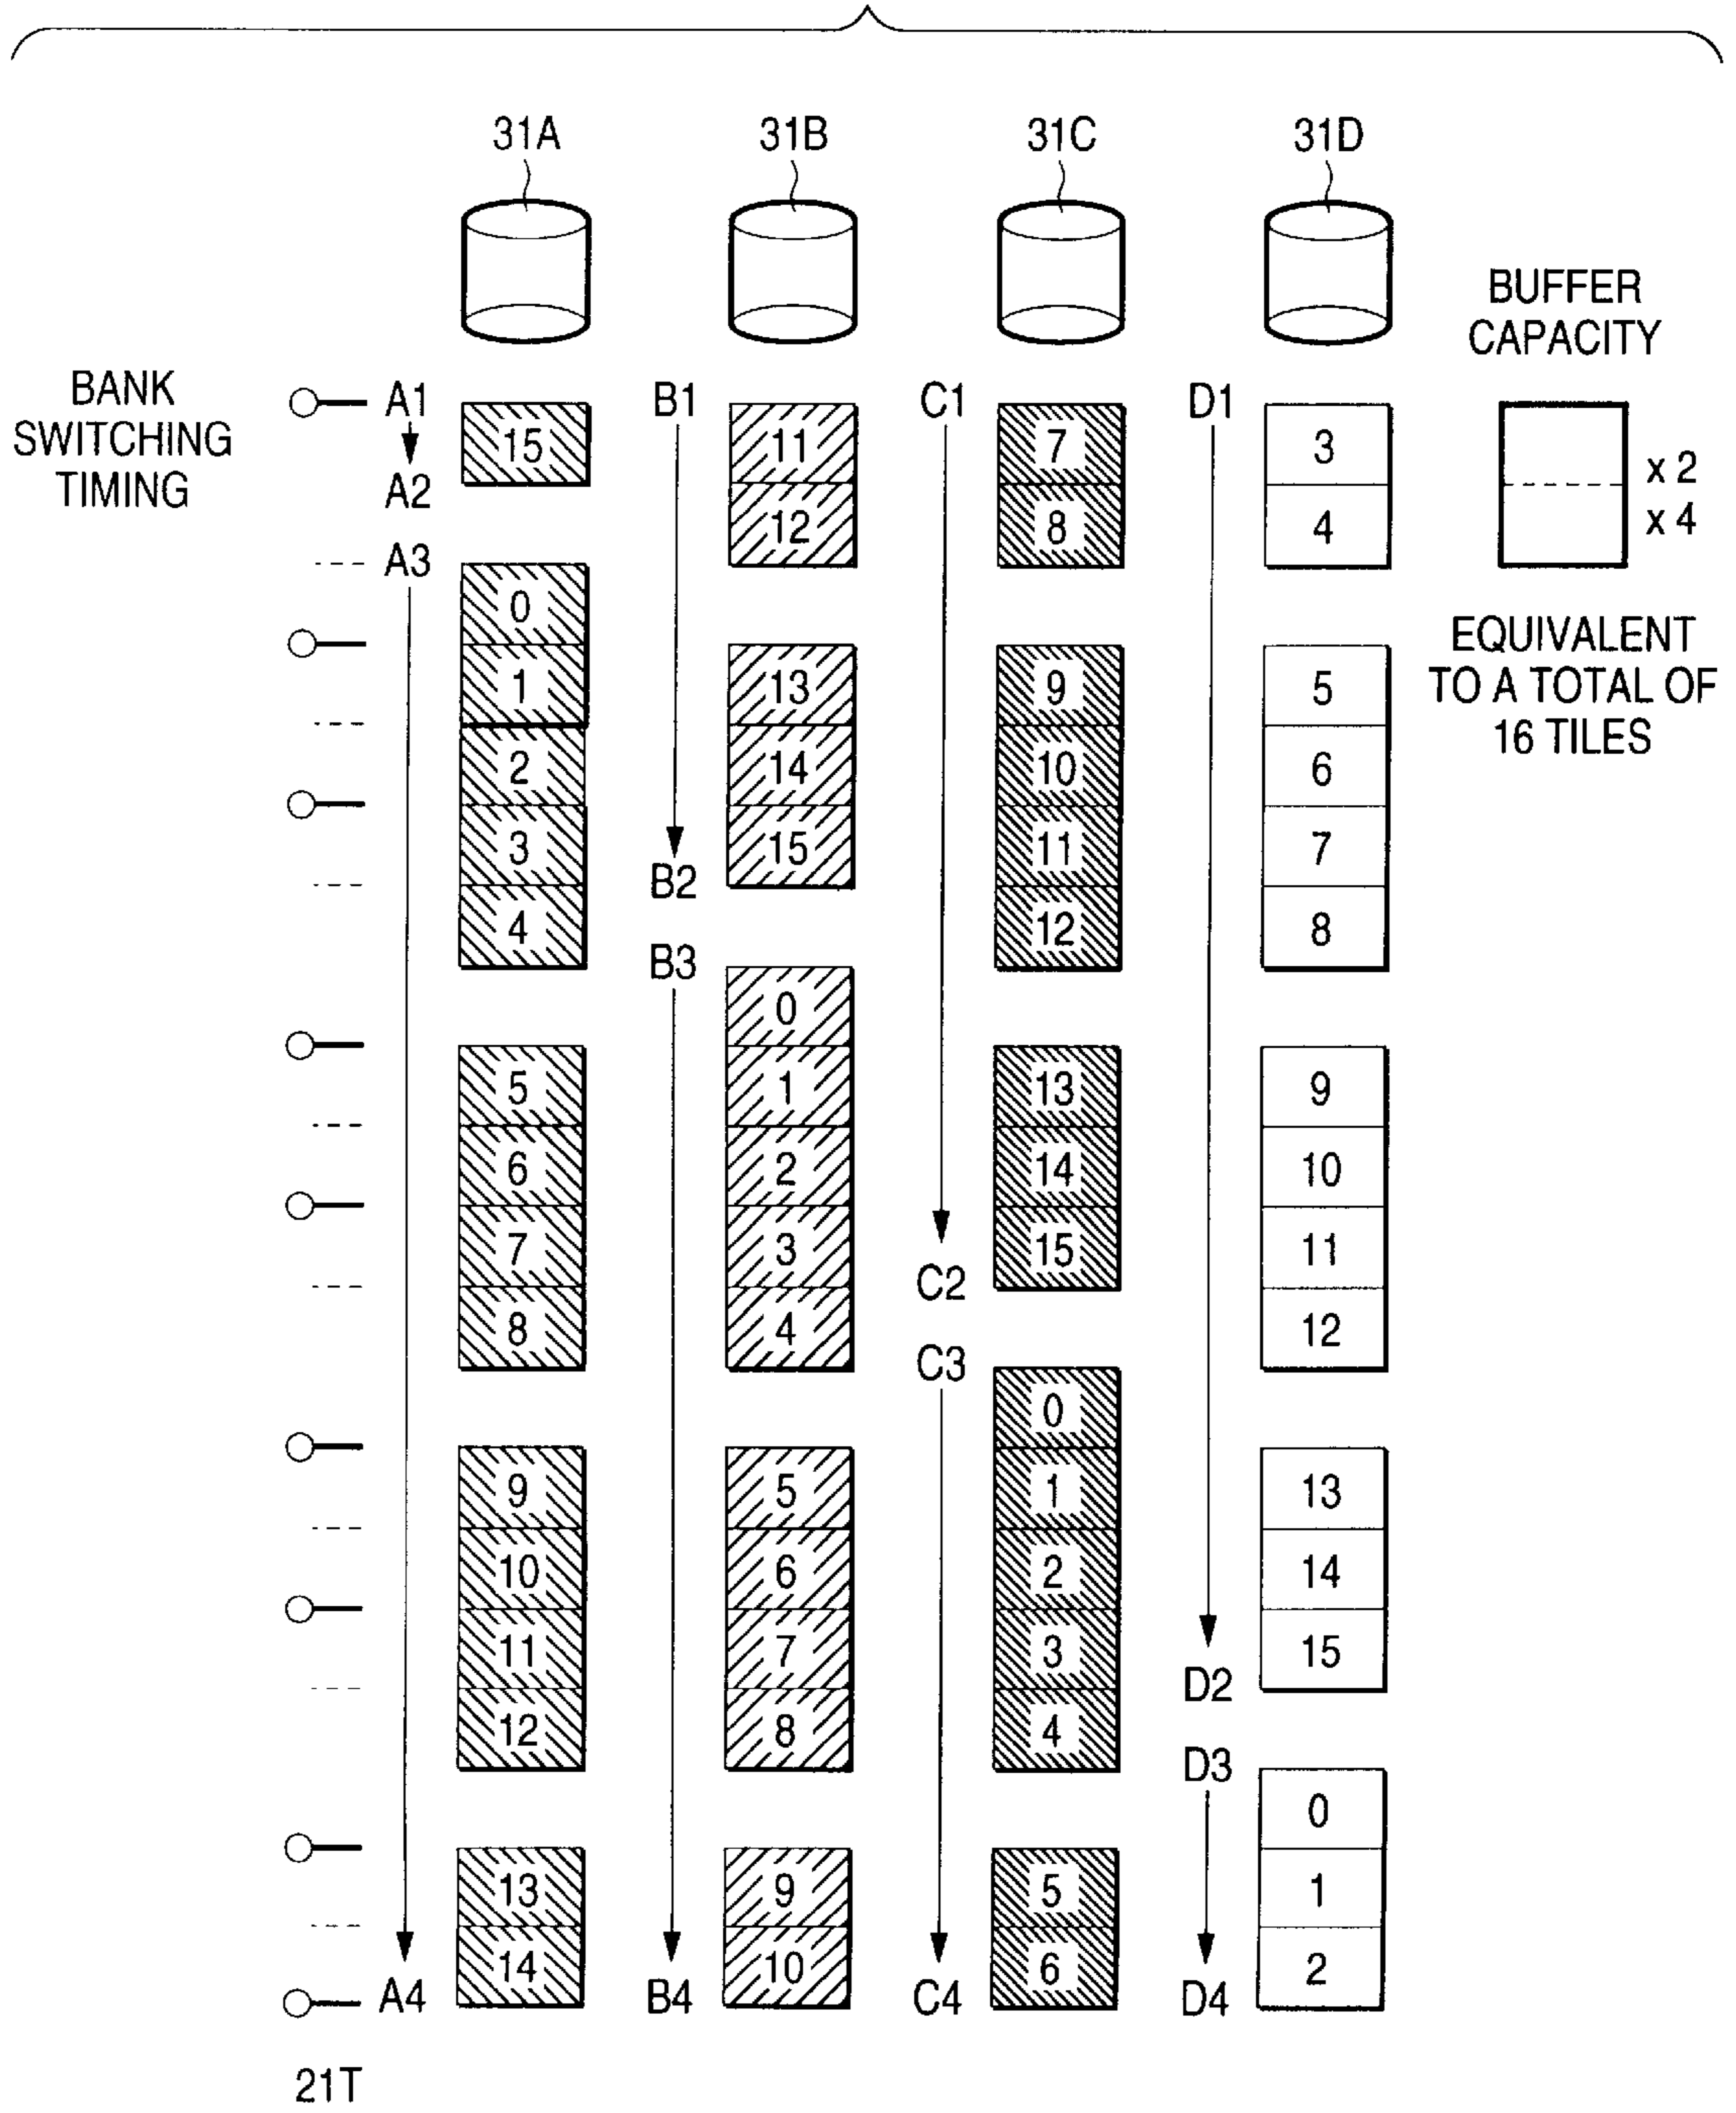 31A 31B 31C 31D
BUFFER
CAPACITY
BANK
SWITCHING
TIMING
A1 15 B1 11 C1 7 D1 3
x 2
A2 12 8 4
x 4
A3
0
EQUIVALENT
TO A TOTAL OF
16 TILES
1 13 9 5
2 14 10 6
3 15 11 7
B2
4 12 8
B3
0
5 1 13 9
6 2 14 10
7 3 15 11
C2
8 4 12
C3
0
9 5 1 13
10 6 2 14
11 7 3 15
D2
12 8 4
D3
0
13 9 5 1
14 10 6 2
A4 B4 C4 D4
21T